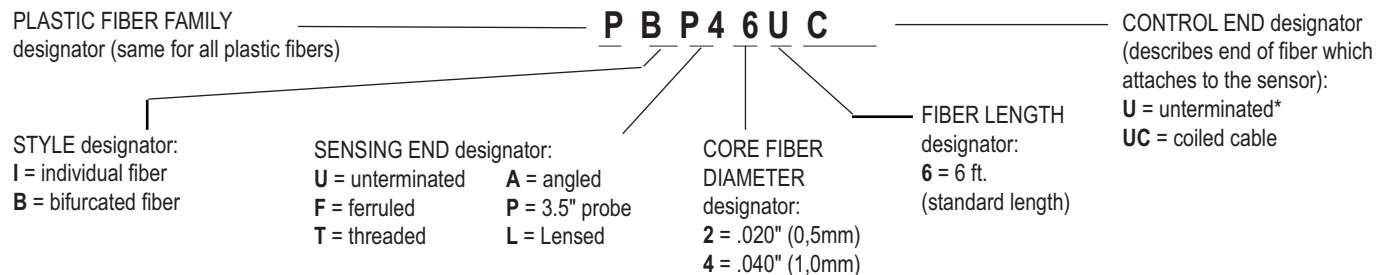 PLASTIC FIBER FAMILY
designator (same for all plastic fibers)
P B P 4 6 U C
CONTROL END designator
(describes end of fiber which
attaches to the sensor):
U = unterminated*
UC = coiled cable
STYLE designator:
I = individual fiber
B = bifurcated fiber
SENSING END designator:
U = unterminated A = angled
F = ferruled P = 3.5" probe
T = threaded L = Lensed
CORE FIBER
DIAMETER
designator:
2 = .020" (0,5mm)
4 = .040" (1,0mm)
FIBER LENGTH
designator:
6 = 6 ft.
(standard length)